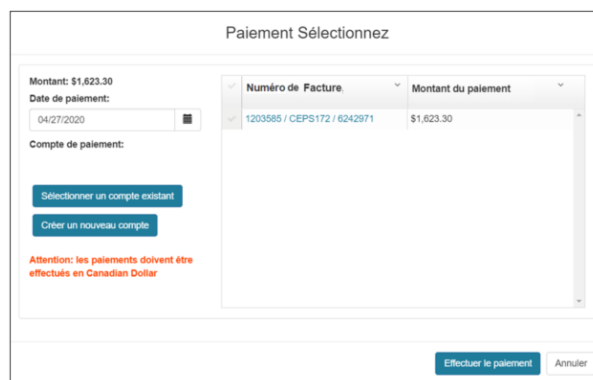 Paiement Sélectionnez
Montant: $1,623.30
Date de paiement:
04/27/2020
Compte de paiement:
Sélectionner un compte existant
Créer un nouveau compte
Attention: les paiements doivent être
effectués en Canadian Dollar
Numéro de Facture Montant du paiement
1203585 / CEPS172 / 6242971 $1,623.30
Effectuer le paiement Annuler